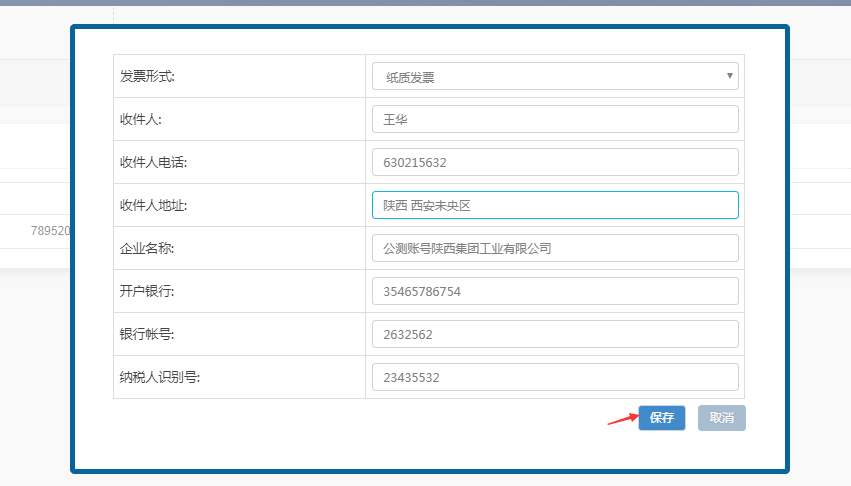 发票形式: 纸质发票
收件人: 王华
收件人电话: 630215632
收件人地址: 陕西 西安未央区
789520
企业名称: 公测账号陕西集团工业有限公司
开户银行: 35465786754
银行帐号: 2632562
纳税人识别号: 23435532
保存 取消